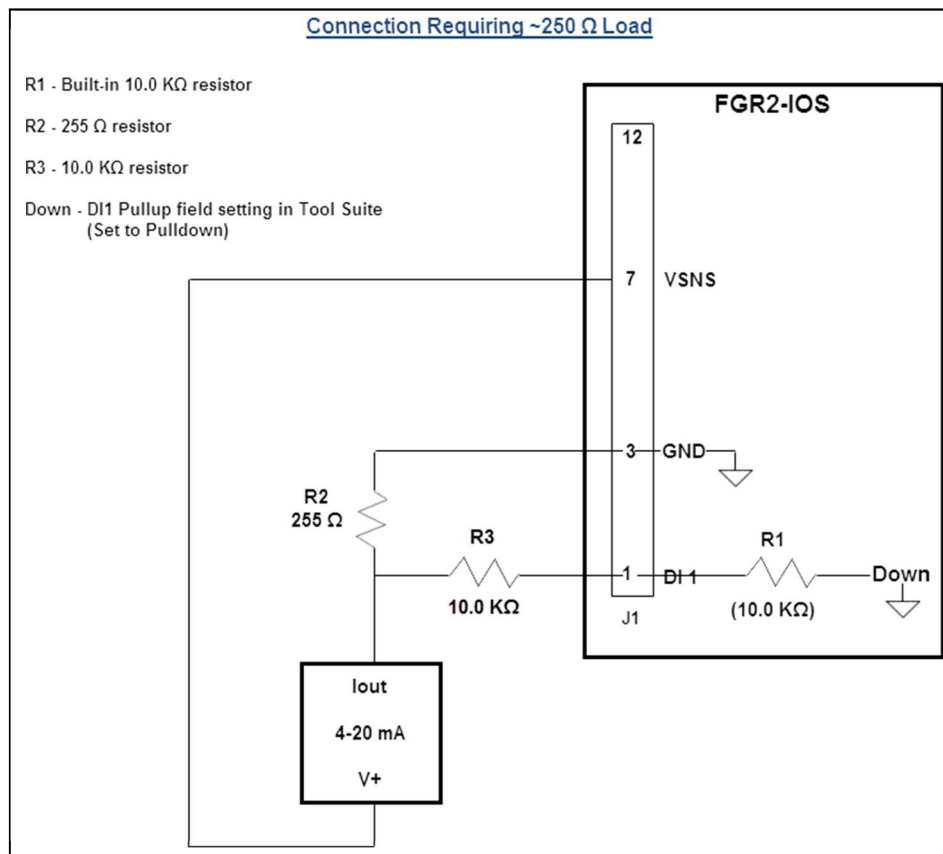 Connection Requiring ~250 Ω Load
R1 - Built-in 10.0 KΩ resistor
R2 - 255 Ω resistor
R3 - 10.0 KΩ resistor
Down - DI1 Pullup field setting in Tool Suite
(Set to Pulldown)
FGR2-IOS
12
7 VSNS
3 GND
R2
255 Ω
R3
10.0 KΩ
1 DI 1
R1
(10.0 KΩ)
Down
J1
Iout
4-20 mA
V+